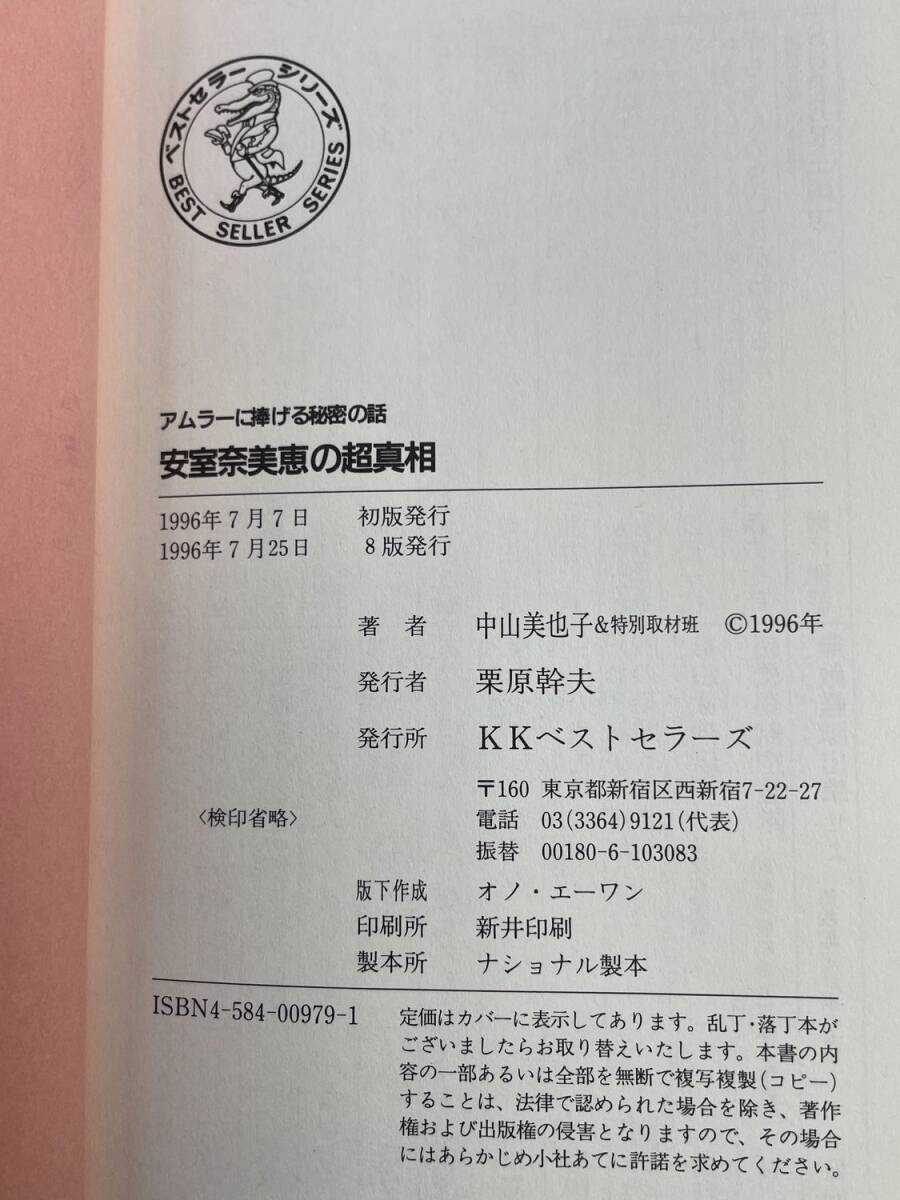 ベストセラーシリーズ
BEST SELLER SERIES
アムラーに捧げる秘密の話
安室奈美恵の超真相
1996年7月7日 初版発行
1996年7月25日 8版発行
著者 中山美也子&特別取材班 ©1996年
発行者 栗原幹夫
発行所 KKベストセラーズ
〒160 東京都新宿区西新宿7-22-27
電話 03(3364)9121(代表)
〈検印省略〉
振替 00180-6-103083
版下作成 オノ・エーワン
印刷所 新井印刷
製本所 ナショナル製本
ISBN4-584-00979-1
定価はカバーに表示してあります。乱丁・落丁本が
ございましたらお取り替えいたします。本書の内
容の一部あるいは全部を無断で複写複製(コピー)
することは、法律で認められた場合を除き、著作
権および出版権の侵害となりますので、その場合
にはあらかじめ小社あてに許諾を求めてください。